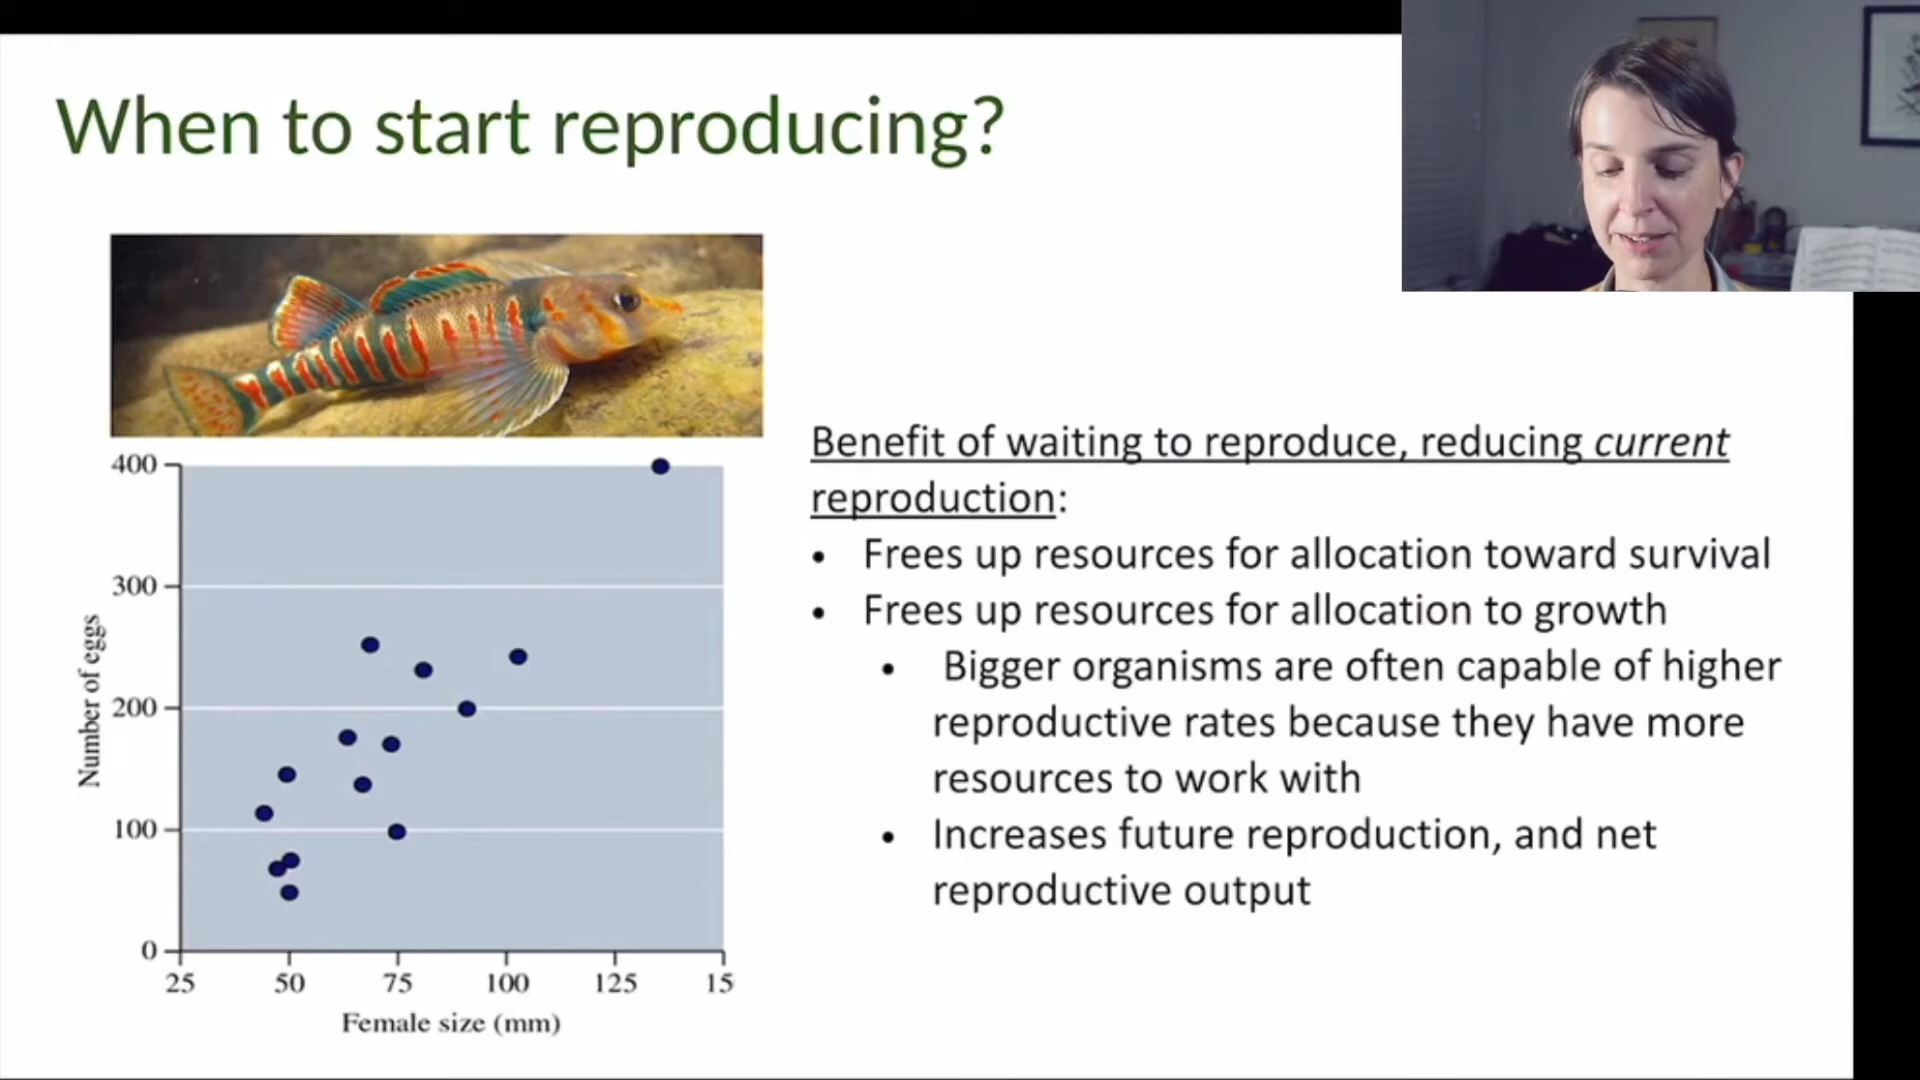 When to start reproducing?
400
300
200
100
0
Number of eggs
25 50 75 100 125 15
Female size (mm)
Benefit of waiting to reproduce, reducing current
reproduction:
• Frees up resources for allocation toward survival
• Frees up resources for allocation to growth
• Bigger organisms are often capable of higher
reproductive rates because they have more
resources to work with
• Increases future reproduction, and net
reproductive output